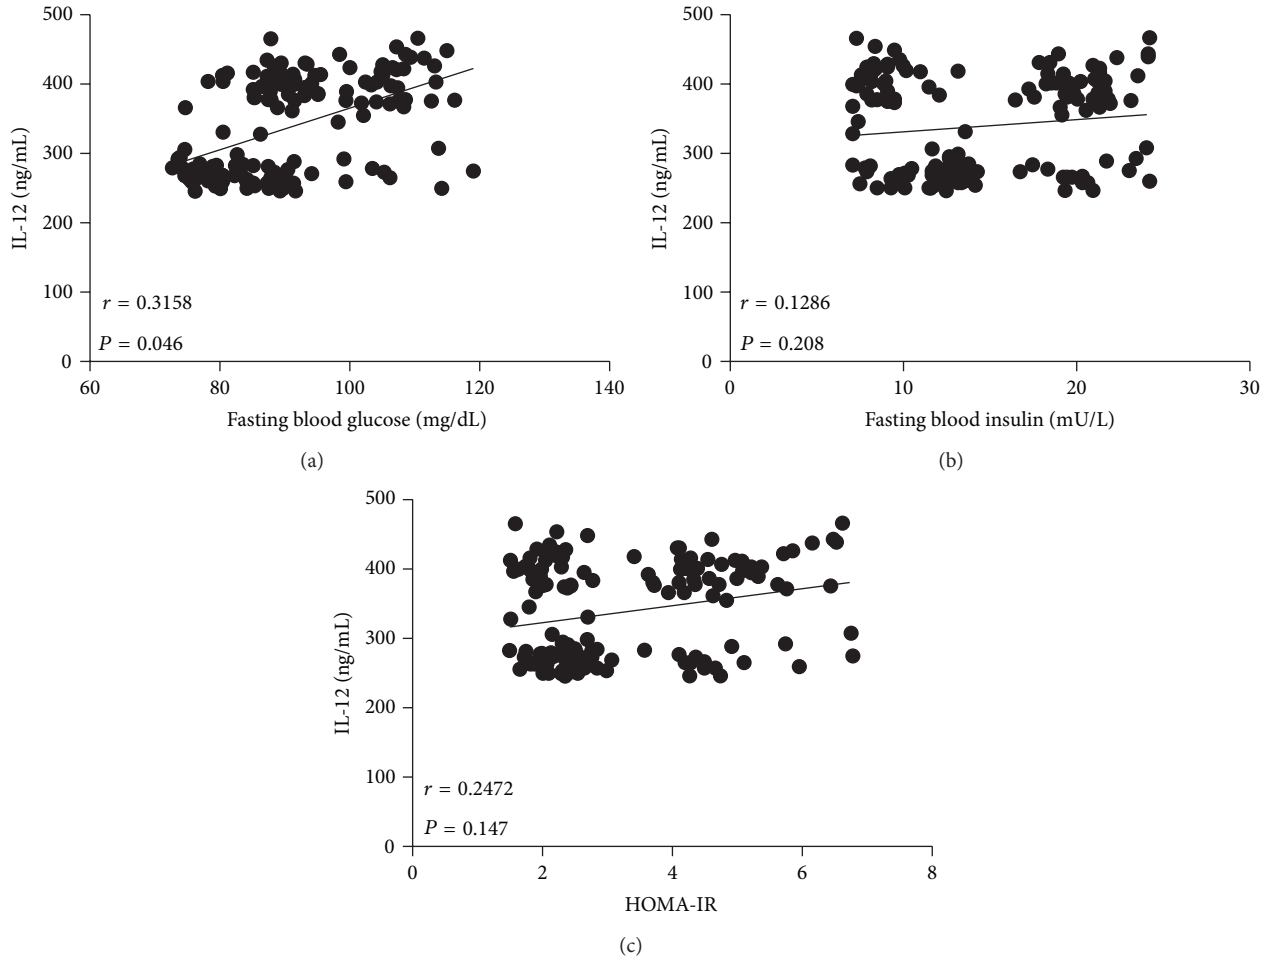 500
400
300
200
100
0
IL-12 (ng/mL)
r = 0.3158
P = 0.046
60 80 100 120 140
Fasting blood glucose (mg/dL)
(a)
500
400
300
200
100
0
IL-12 (ng/mL)
r = 0.1286
P = 0.208
0 10 20 30
Fasting blood insulin (mU/L)
(b)
500
400
300
200
100
0
IL-12 (ng/mL)
r = 0.2472
P = 0.147
0 2 4 6 8
HOMA-IR
(c)